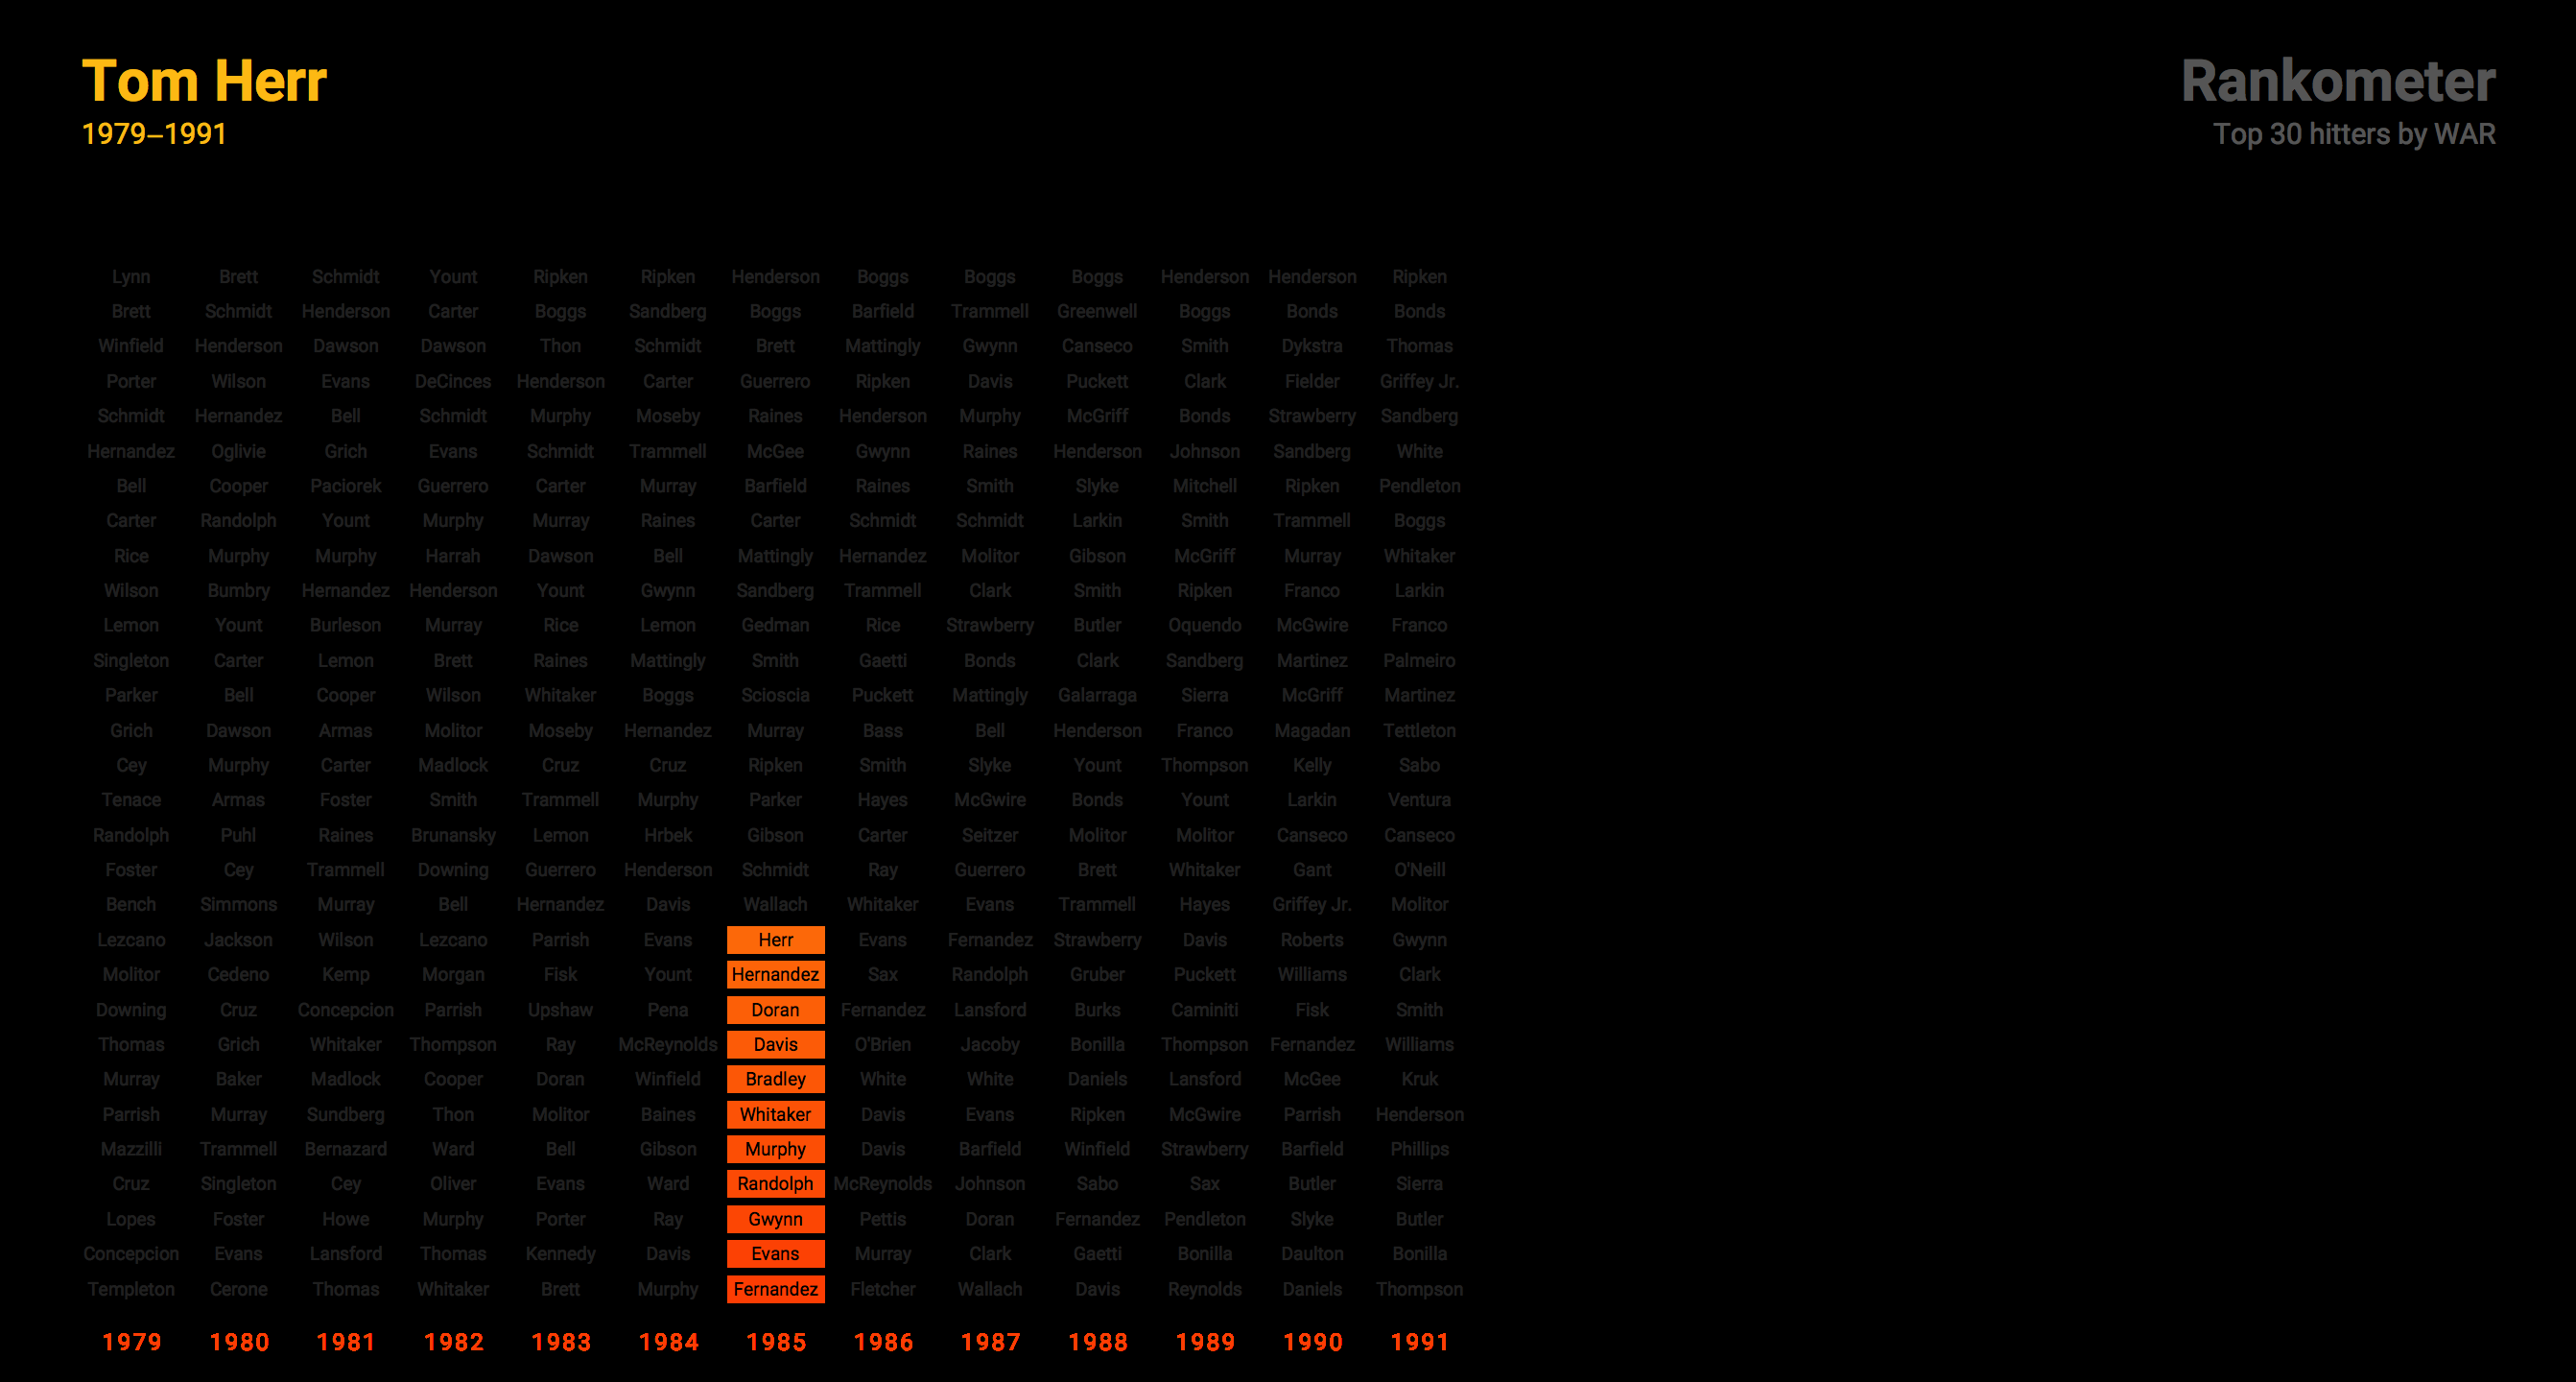 Tom Herr
1979–1991
Rankometer
Top 30 hitters by WAR
Lynn Brett Schmidt Yount Ripken Ripken Henderson Boggs Boggs Boggs Henderson Henderson Ripken
Brett Schmidt Henderson Carter Boggs Sandberg Boggs Barfield Trammell Greenwell Boggs Bonds Bonds
Winfield Henderson Dawson Dawson Thon Schmidt Brett Mattingly Gwynn Canseco Smith Dykstra Thomas
Porter Wilson Evans DeCinces Henderson Carter Guerrero Ripken Davis Puckett Clark Fielder Griffey Jr.
Schmidt Hernandez Bell Schmidt Murphy Moseby Raines Henderson Murphy McGriff Bonds Strawberry Sandberg
Hernandez Oglivie Grich Evans Schmidt Trammell McGee Gwynn Raines Henderson Johnson Sandberg White
Bell Cooper Paciorek Guerrero Carter Murray Barfield Raines Smith Slyke Mitchell Ripken Pendleton
Carter Randolph Yount Murphy Murray Raines Carter Schmidt Schmidt Larkin Smith Trammell Boggs
Rice Murphy Murphy Harrah Dawson Bell Mattingly Hernandez Molitor Gibson McGriff Murray Whitaker
Wilson Bumbry Hernandez Henderson Yount Gwynn Sandberg Trammell Clark Smith Ripken Franco Larkin
Lemon Yount Burleson Murray Rice Lemon Gedman Rice Strawberry Butler Oquendo McGwire Franco
Singleton Carter Lemon Brett Raines Mattingly Smith Gaetti Bonds Clark Sandberg Martinez Palmeiro
Parker Bell Cooper Wilson Whitaker Boggs Scioscia Puckett Mattingly Galarraga Sierra McGriff Martinez
Grich Dawson Armas Molitor Moseby Hernandez Murray Bass Bell Henderson Franco Magadan Tettleton
Cey Murphy Carter Madlock Cruz Cruz Ripken Smith Slyke Yount Thompson Kelly Sabo
Tenace Armas Foster Smith Trammell Murphy Parker Hayes McGwire Bonds Yount Larkin Ventura
Randolph Puhl Raines Brunansky Lemon Hrbek Gibson Carter Seitzer Molitor Molitor Canseco Canseco
Foster Cey Trammell Downing Guerrero Henderson Schmidt Ray Guerrero Brett Whitaker Gant O'Neill
Bench Simmons Murray Bell Hernandez Davis Wallach Whitaker Evans Trammell Hayes Griffey Jr. Molitor
Lezcano Jackson Wilson Lezcano Parrish Evans Herr Evans Fernandez Strawberry Davis Roberts Gwynn
Molitor Cedeno Kemp Morgan Fisk Yount Hernandez Sax Randolph Gruber Puckett Williams Clark
Downing Cruz Concepcion Parrish Upshaw Pena Doran Fernandez Lansford Burks Caminiti Fisk Smith
Thomas Grich Whitaker Thompson Ray McReynolds Davis O'Brien Jacoby Bonilla Thompson Fernandez Williams
Murray Baker Madlock Cooper Doran Winfield Bradley White White Daniels Lansford McGee Kruk
Parrish Murray Sundberg Thon Molitor Baines Whitaker Davis Evans Ripken McGwire Parrish Henderson
Mazzilli Trammell Bernazard Ward Bell Gibson Murphy Davis Barfield Winfield Strawberry Barfield Phillips
Cruz Singleton Cey Oliver Evans Ward Randolph McReynolds Johnson Sabo Sax Butler Sierra
Lopes Foster Howe Murphy Porter Ray Gwynn Pettis Doran Fernandez Pendleton Slyke Butler
Concepcion Evans Lansford Thomas Kennedy Davis Evans Murray Clark Gaetti Bonilla Daulton Bonilla
Templeton Cerone Thomas Whitaker Brett Murphy Fernandez Fletcher Wallach Davis Reynolds Daniels Thompson
1979 1980 1981 1982 1983 1984 1985 1986 1987 1988 1989 1990 1991